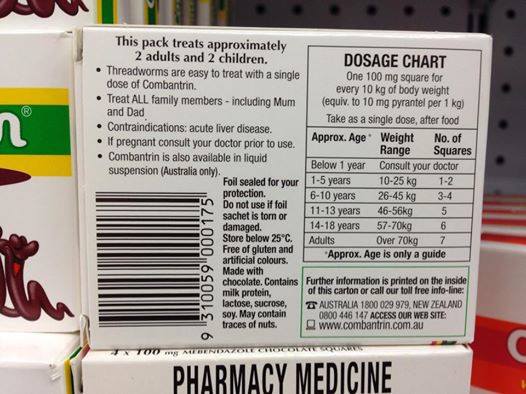 This pack treats approximately
2 adults and 2 children.
• Threadworms are easy to treat with a single
dose of Combantrin.
• Treat ALL family members - including Mum
and Dad
• Contraindications: acute liver disease.
• If pregnant consult your doctor prior to use.
• Combantrin is also available in liquid
suspension (Australia only).
Foil sealed for your
protection.
Do not use if foil
sachet is torn or
damaged.
Store below 25°C.
Free of gluten and
artificial colours.
Made with
chocolate. Contains
milk protein,
lactose, sucrose,
soy. May contain
traces of nuts.
9 310059 000175
DOSAGE CHART
One 100 mg square for
every 10 kg of body weight
(equiv. to 10 mg pyrantel per 1 kg)
Take as a single dose, after food
Approx. Age* Weight Range No. of Squares
Below 1 year Consult your doctor
1-5 years 10-25 kg 1-2
6-10 years 26-45 kg 3-4
11-13 years 46-56kg 5
14-18 years 57-70kg 6
Adults Over 70kg 7
*Approx. Age is only a guide
Further information is printed on the inside
of this carton or call our toll free info-line:
AUSTRALIA 1800 029 979, NEW ZEALAND
0800 446 147 ACCESS OUR WEB SITE:
www.combantrin.com.au
4 x 100 mg MEBENDAZOLE CHOCOLATE SQUARES
PHARMACY MEDICINE